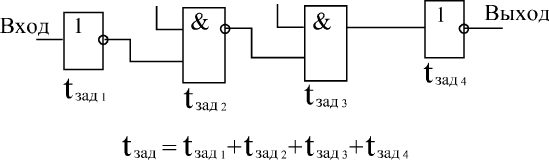 Вход 1 & & 1 Выход
tзад 1 tзад 2 tзад 3 tзад 4
tзад = tзад 1+tзад 2+tзад 3+tзад 4